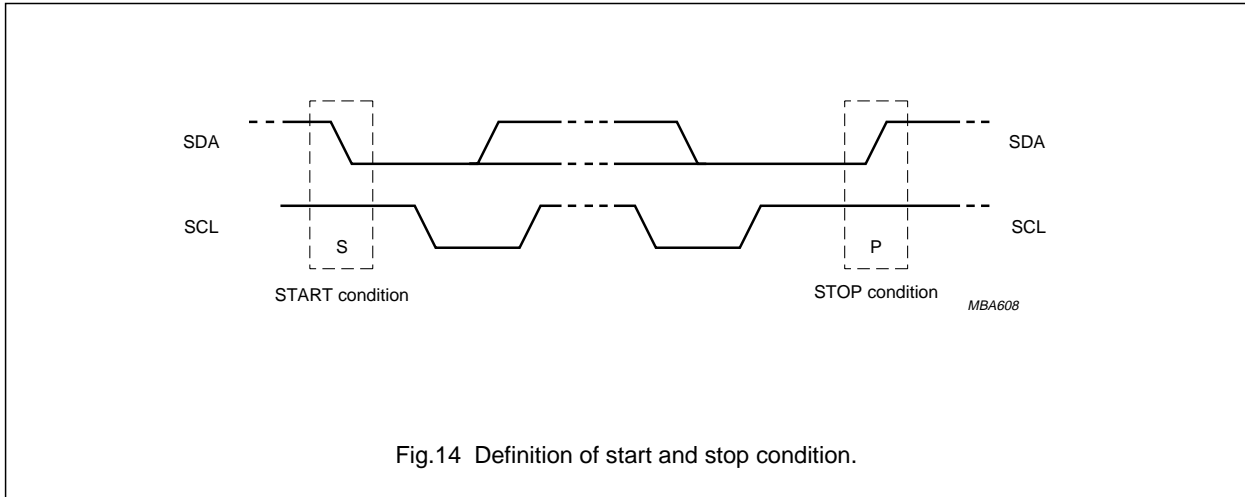 SDA
SDA
SCL
SCL
S
P
START condition
STOP condition
MBA608
Fig.14 Definition of start and stop condition.